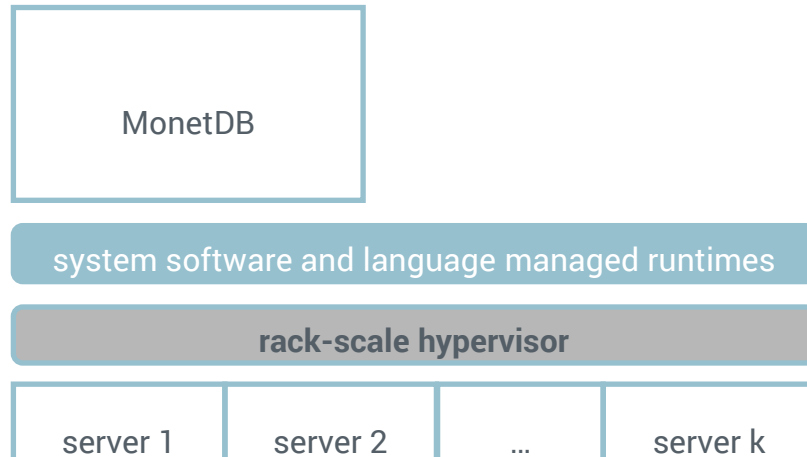 MonetDB
system software and language managed runtimes
rack-scale hypervisor
server 1 server 2 ... server k